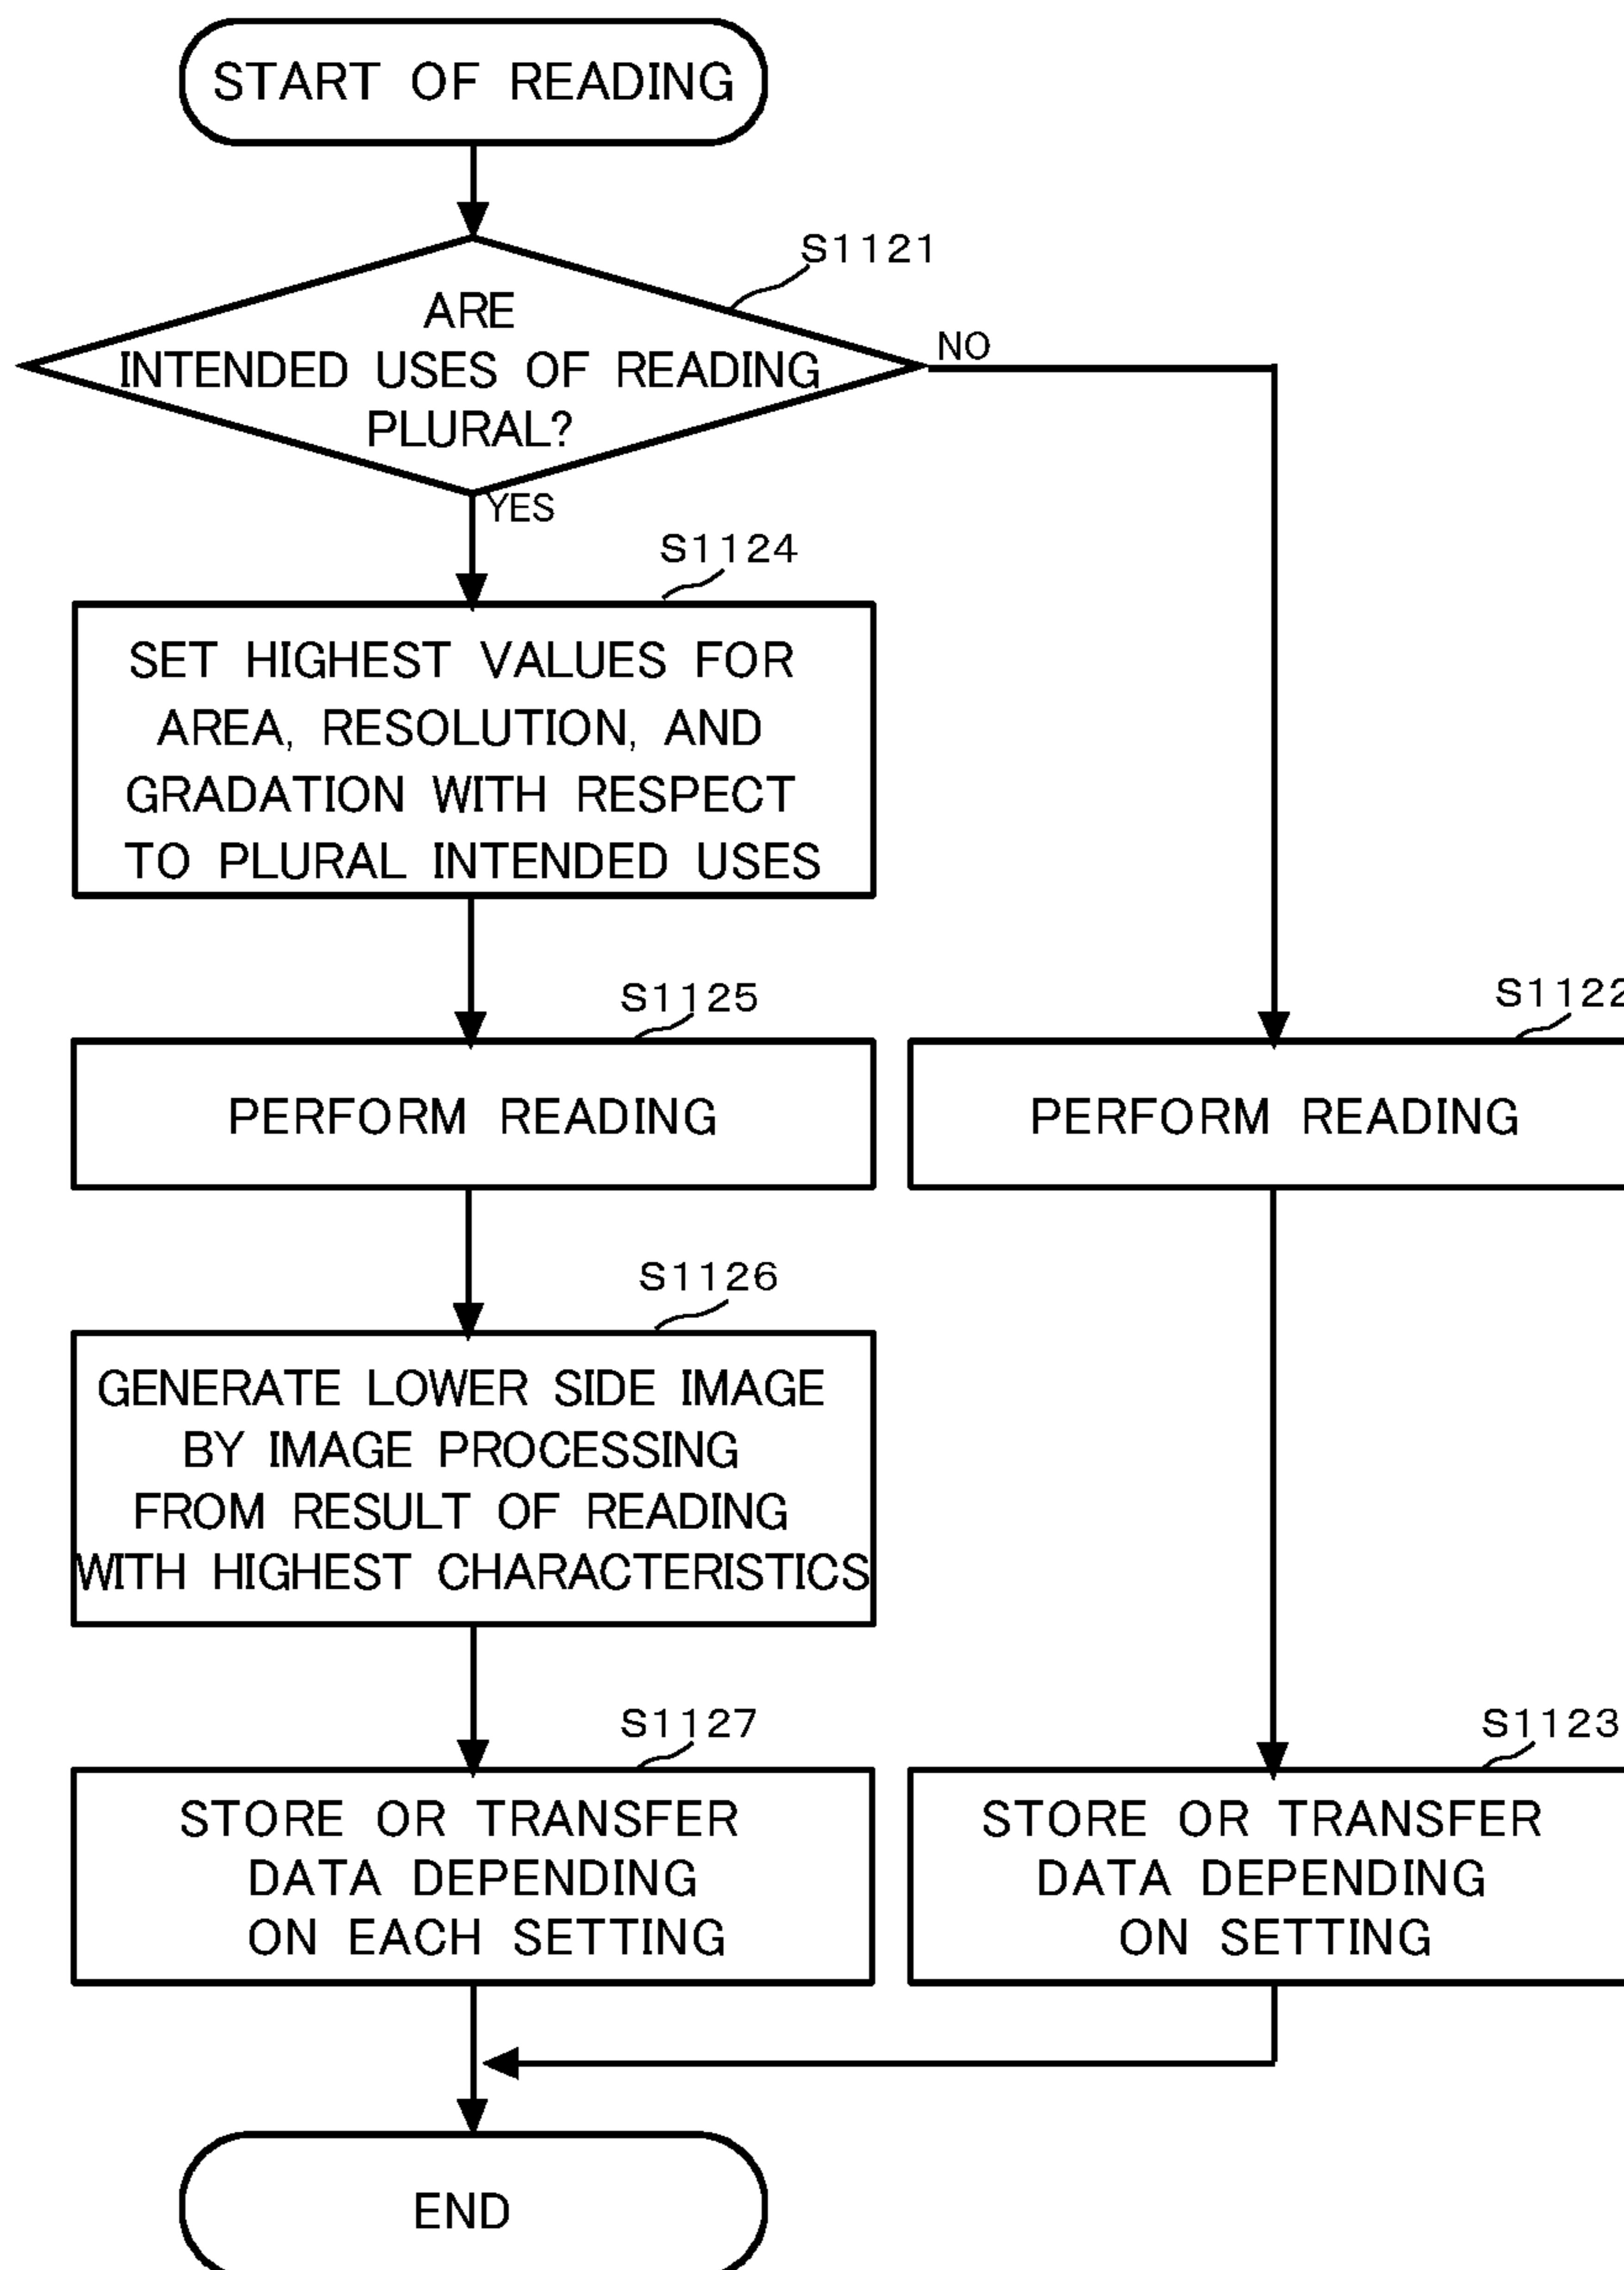 START OF READING
S1121
ARE
INTENDED USES OF READING
PLURAL?
NO
YES
S1124
SET HIGHEST VALUES FOR
AREA, RESOLUTION, AND
GRADATION WITH RESPECT
TO PLURAL INTENDED USES
S1125
PERFORM READING
S1122
PERFORM READING
S1126
GENERATE LOWER SIDE IMAGE
BY IMAGE PROCESSING
FROM RESULT OF READING
WITH HIGHEST CHARACTERISTICS
S1127
STORE OR TRANSFER
DATA DEPENDING
ON EACH SETTING
S1123
STORE OR TRANSFER
DATA DEPENDING
ON SETTING
END